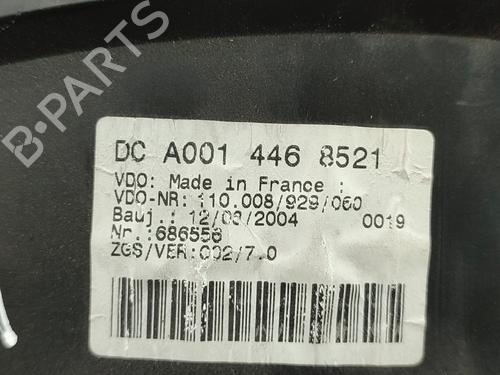 B-PARTS
DC A001 446 8521
VDO: Made in France :
VDO-NR: 110.008/929/060
Bauj.: 12/08/2004 0019
Nr.:686556
ZGS/VER:002/7.0